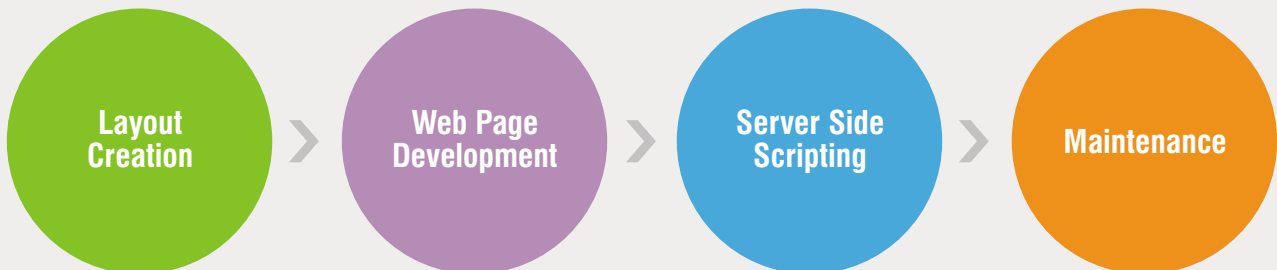 Layout
Creation
Web Page
Development
Server Side
Scripting
Maintenance